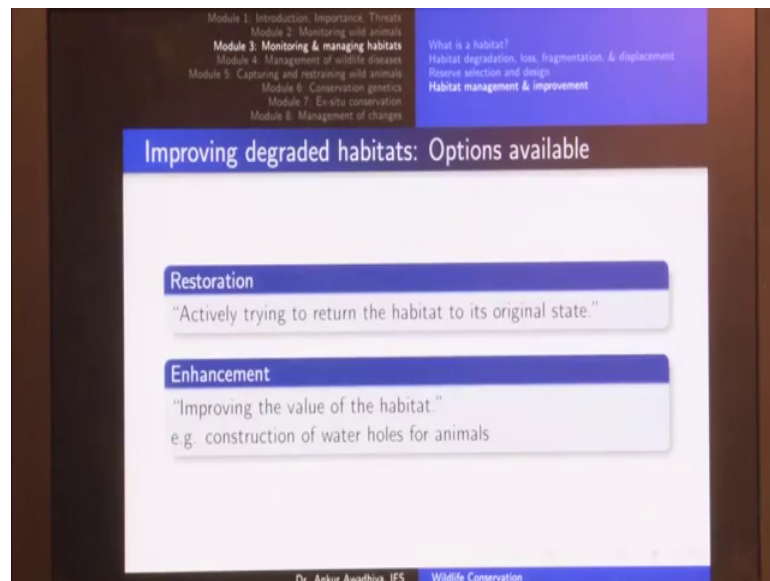 Module 1: Introduction, Importance, Threats
Module 2: Monitoring wild animals
Module 3: Monitoring & managing habitats
Module 4: Management of wildlife diseases
Module 5: Capturing and restraining wild animals
Module 6: Conservation genetics
Module 7: Ex-situ conservation
Module 8: Management of changes
What is a habitat?
Habitat degradation, loss, fragmentation, & displacement
Reserve selection and design
Habitat management & improvement
Improving degraded habitats: Options available
Restoration
"Actively trying to return the habitat to its original state."
Enhancement
"Improving the value of the habitat."
e.g. construction of water holes for animals
Dr. Ankur Awadhiya, IFS
Wildlife Conservation